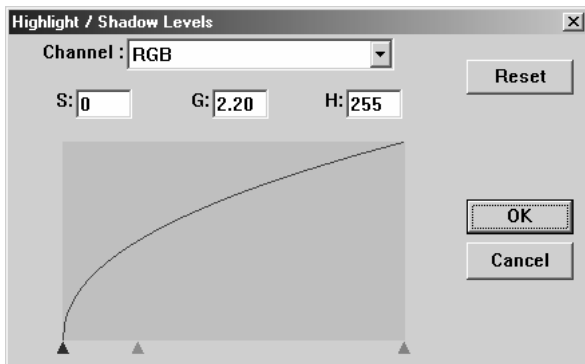 Highlight / Shadow Levels
Channel : RGB
Reset
S: 0 G: 2.20 H: 255
OK
Cancel